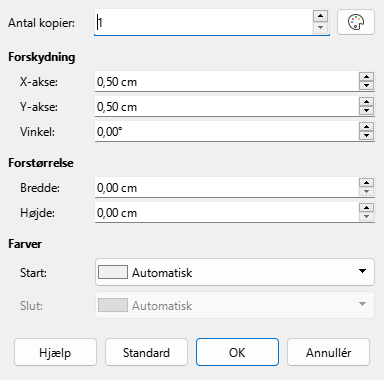 Antal kopier: 1
Forskydning
X-akse: 0,50 cm
Y-akse: 0,50 cm
Vinkel: 0,00°
Forstørrelse
Bredde: 0,00 cm
Højde: 0,00 cm
Farver
Start: Automatisk
Slut: Automatisk
Hjælp Standard OK Annullér